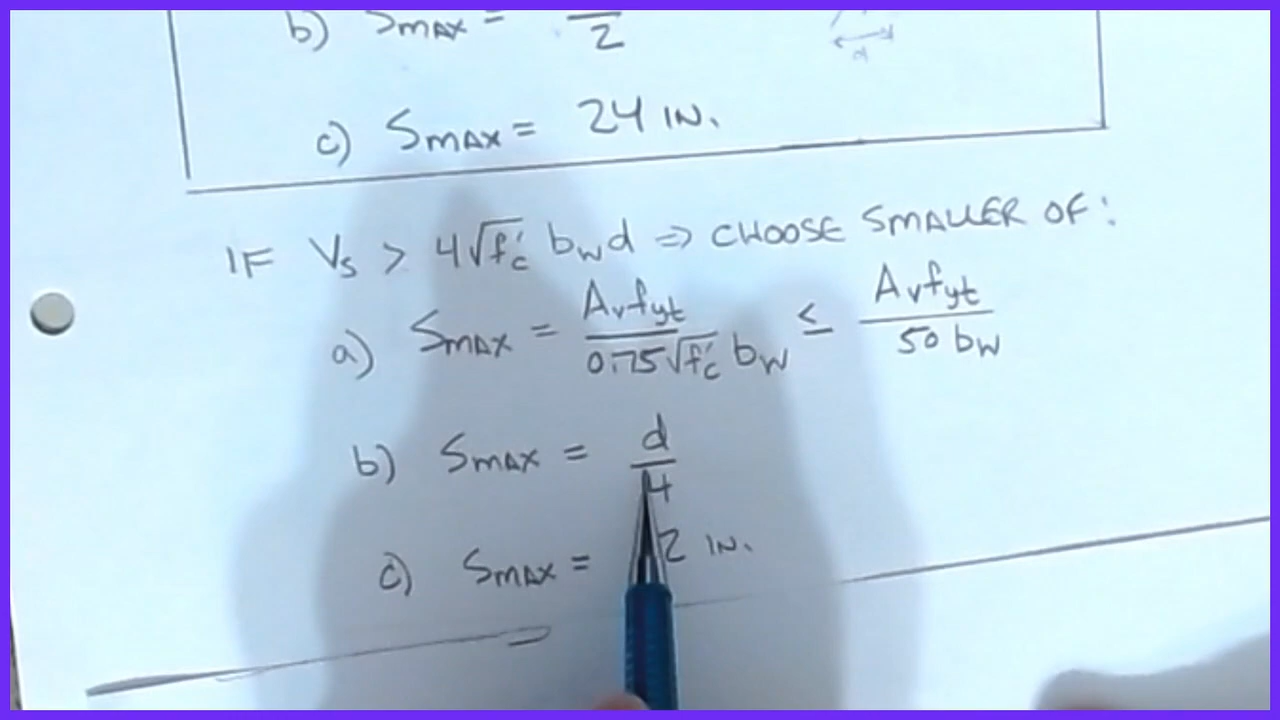 b) SMAX = /2
c) SMAX = 24 IN.
IF Vs > 4√f'c bwd ⇒ CHOOSE SMALLER OF:
a) SMAX = Avfyt/0.75√f'c bw ≤ Avfyt/50 bw
b) SMAX = d/4
c) SMAX = 2 IN.